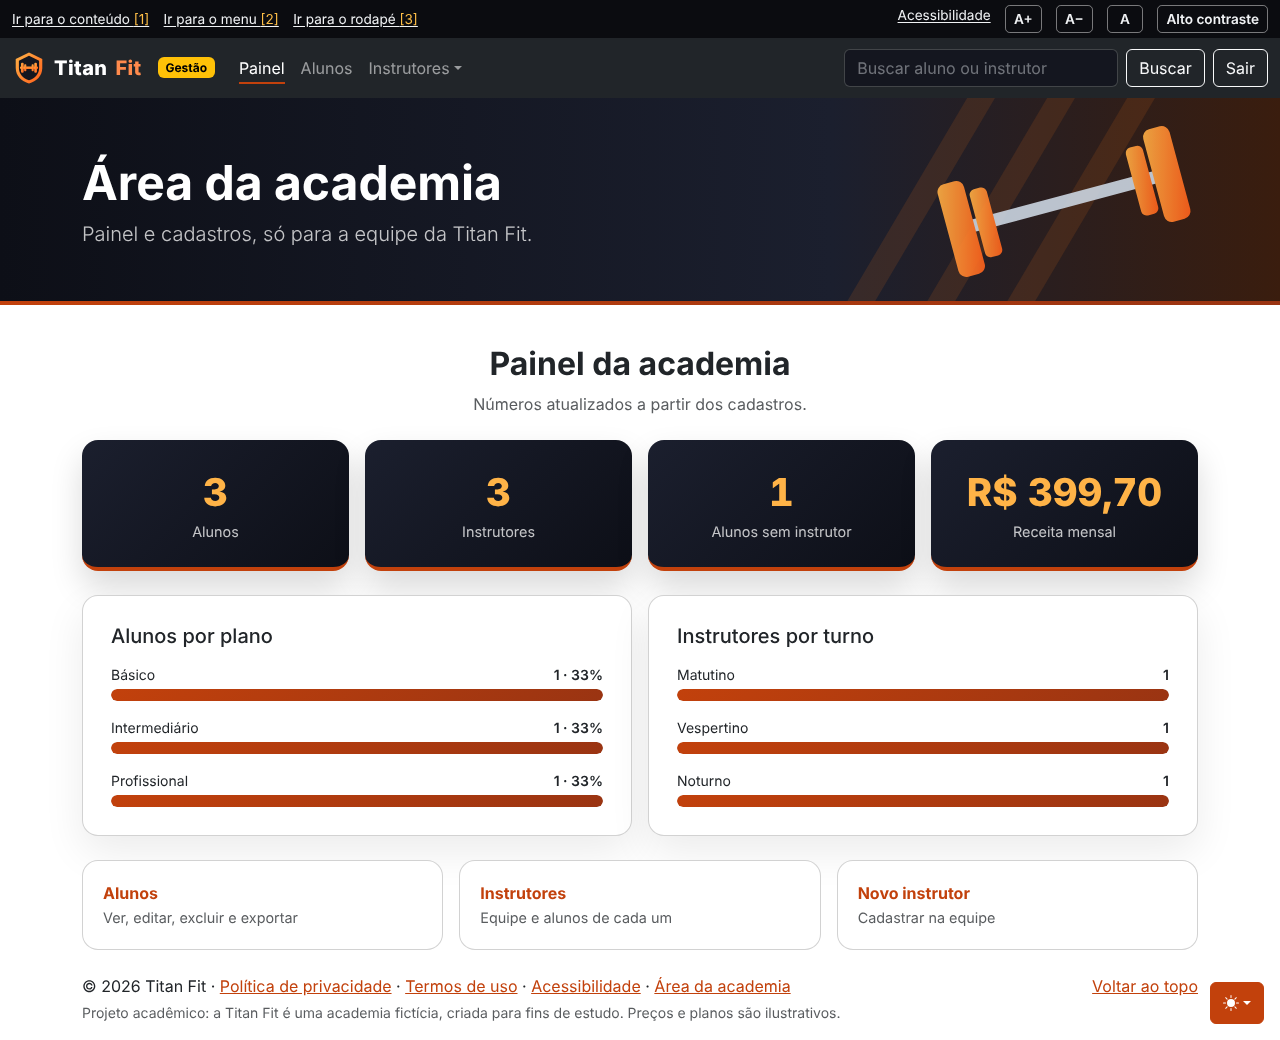 Ir para o conteúdo [1] Ir para o menu [2] Ir para o rodapé [3] Acessibilidade A+ A− A Alto contraste
Titan Fit Gestão Painel Alunos Instrutores Buscar aluno ou instrutor Buscar Sair
Área da academia
Painel e cadastros, só para a equipe da Titan Fit.
Painel da academia
Números atualizados a partir dos cadastros.
3
Alunos
3
Instrutores
1
Alunos sem instrutor
R$ 399,70
Receita mensal
Alunos por plano
Básico 1 · 33%
Intermediário 1 · 33%
Profissional 1 · 33%
Instrutores por turno
Matutino 1
Vespertino 1
Noturno 1
Alunos
Ver, editar, excluir e exportar
Instrutores
Equipe e alunos de cada um
Novo instrutor
Cadastrar na equipe
© 2026 Titan Fit · Política de privacidade · Termos de uso · Acessibilidade · Área da academia Voltar ao topo
Projeto acadêmico: a Titan Fit é uma academia fictícia, criada para fins de estudo. Preços e planos são ilustrativos.